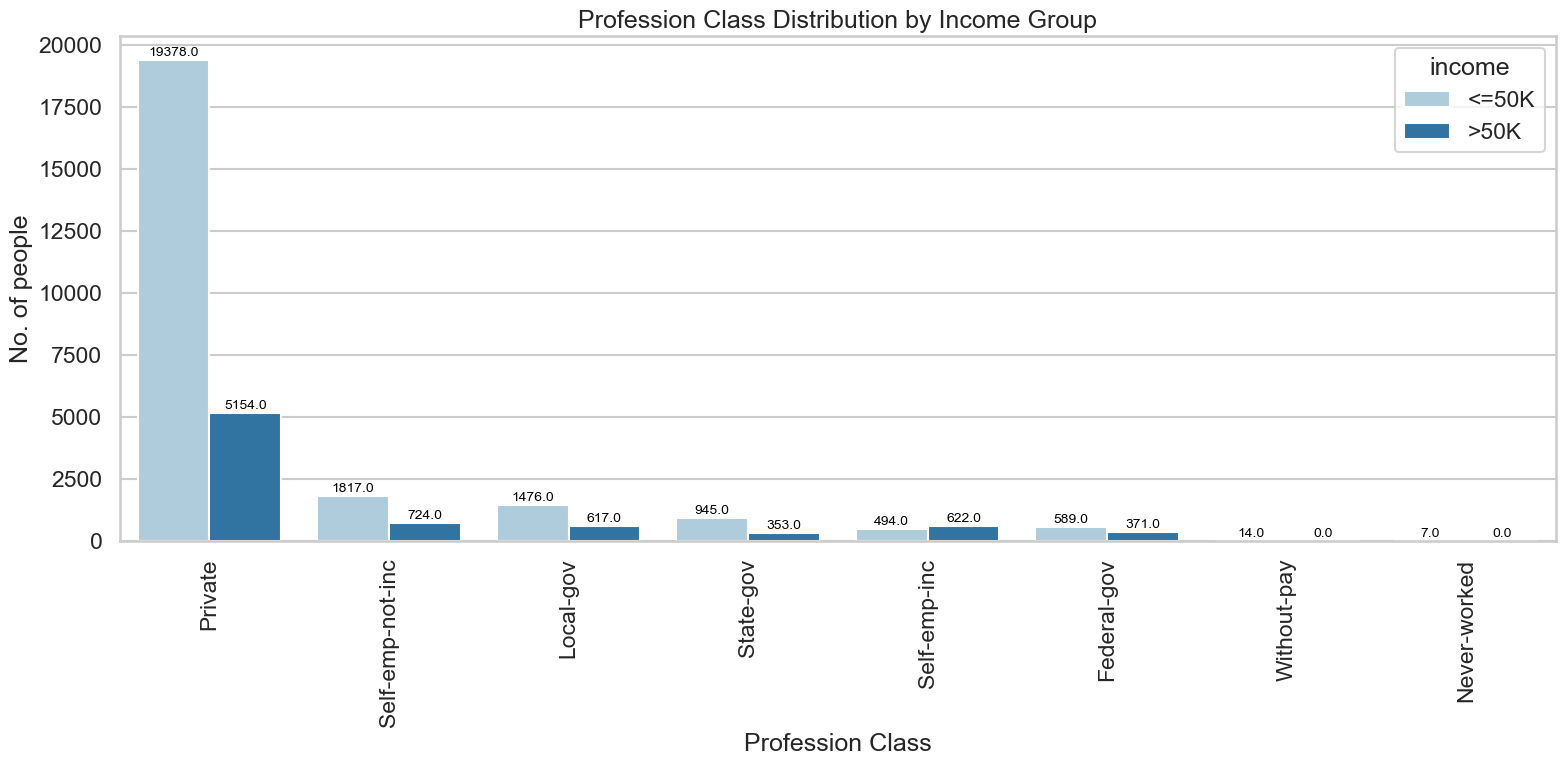 Profession Class Distribution by Income Group
No. of people
20000
17500
15000
12500
10000
7500
5000
2500
0
income
<=50K
>50K
19378.0
5154.0
1817.0
724.0
1476.0
617.0
945.0
353.0
494.0
622.0
589.0
371.0
14.0
0.0
7.0
0.0
Private
Self-emp-not-inc
Local-gov
State-gov
Self-emp-inc
Federal-gov
Without-pay
Never-worked
Profession Class